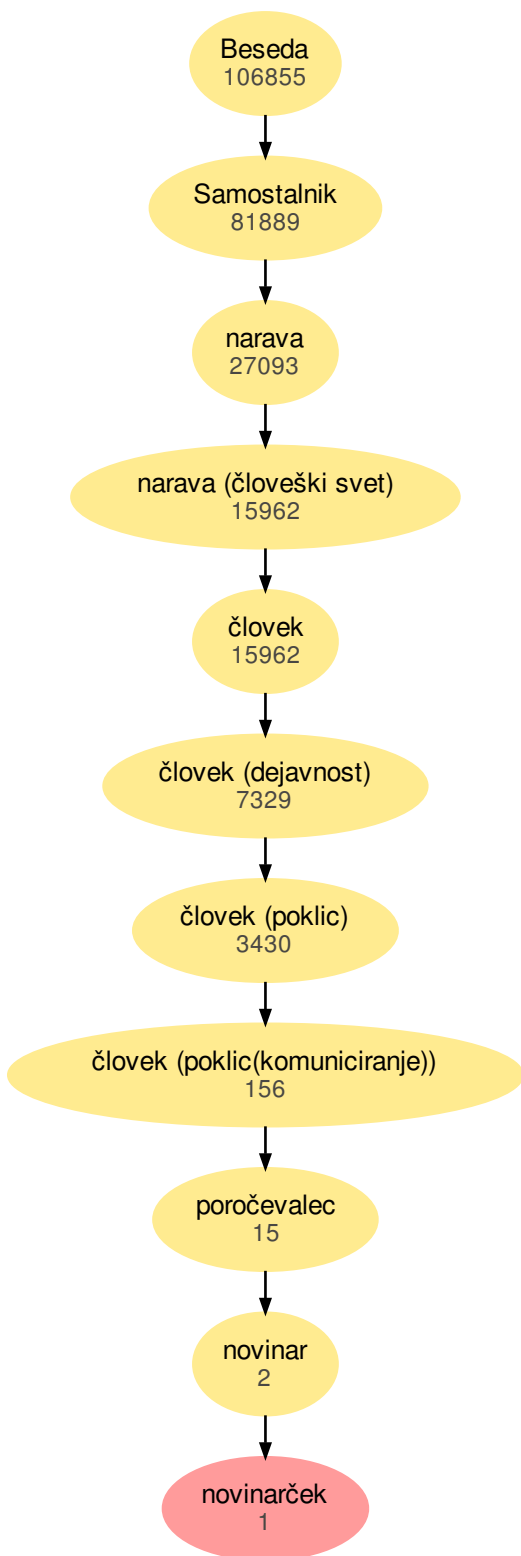 Beseda
106855
Samostalnik
81889
narava
27093
narava (človeški svet)
15962
človek
15962
človek (dejavnost)
7329
človek (poklic)
3430
človek (poklic(komuniciranje))
156
poročevalec
15
novinar
2
novinarček
1